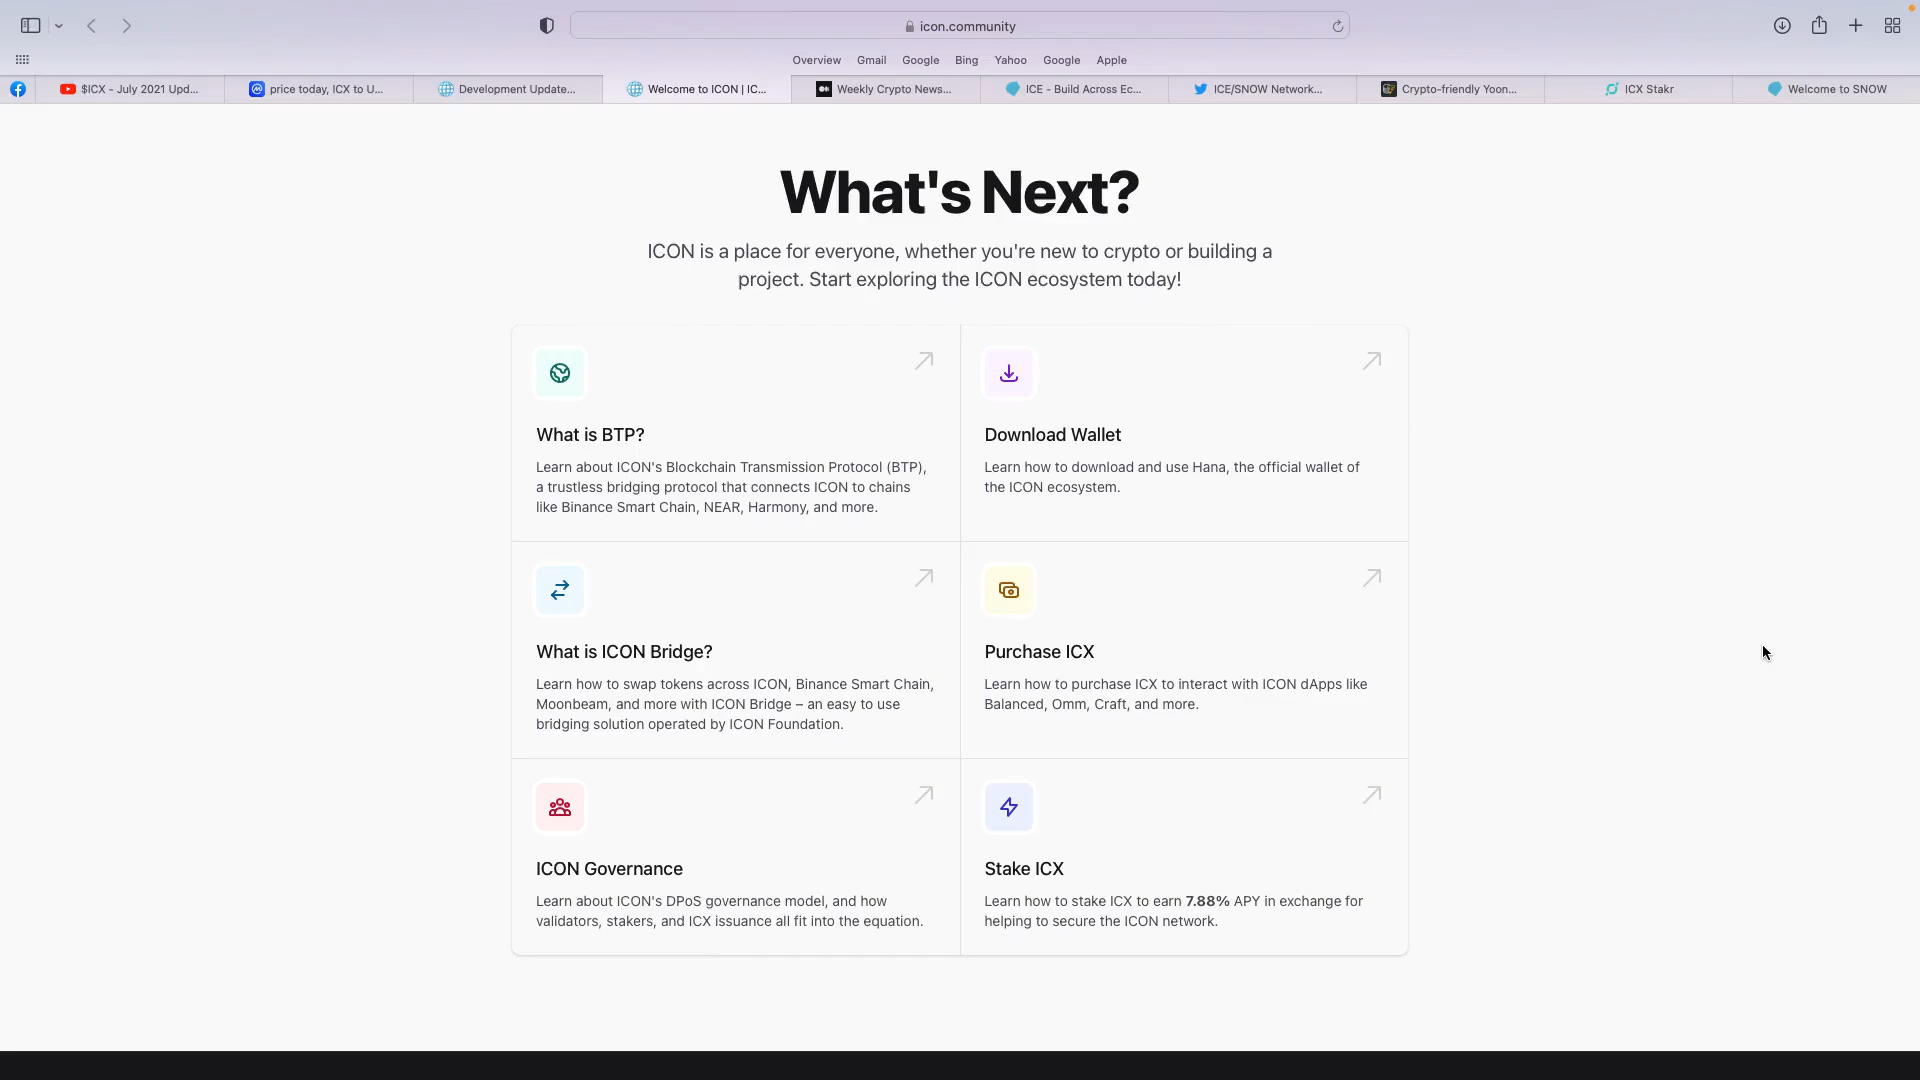 icon.community
Overview Gmail Google Bing Yahoo Google Apple
$ICX - July 2021 Upd... price today, ICX to U... Development Update... Welcome to ICON | IC... Weekly Crypto News... ICE - Build Across Ec... ICE/SNOW Network... Crypto-friendly Yoon... ICX Stakr Welcome to SNOW
What's Next?
ICON is a place for everyone, whether you're new to crypto or building a
project. Start exploring the ICON ecosystem today!
What is BTP?
Learn about ICON's Blockchain Transmission Protocol (BTP),
a trustless bridging protocol that connects ICON to chains
like Binance Smart Chain, NEAR, Harmony, and more.
Download Wallet
Learn how to download and use Hana, the official wallet of
the ICON ecosystem.
What is ICON Bridge?
Learn how to swap tokens across ICON, Binance Smart Chain,
Moonbeam, and more with ICON Bridge – an easy to use
bridging solution operated by ICON Foundation.
Purchase ICX
Learn how to purchase ICX to interact with ICON dApps like
Balanced, Omm, Craft, and more.
ICON Governance
Learn about ICON's DPoS governance model, and how
validators, stakers, and ICX issuance all fit into the equation.
Stake ICX
Learn how to stake ICX to earn 7.88% APY in exchange for
helping to secure the ICON network.